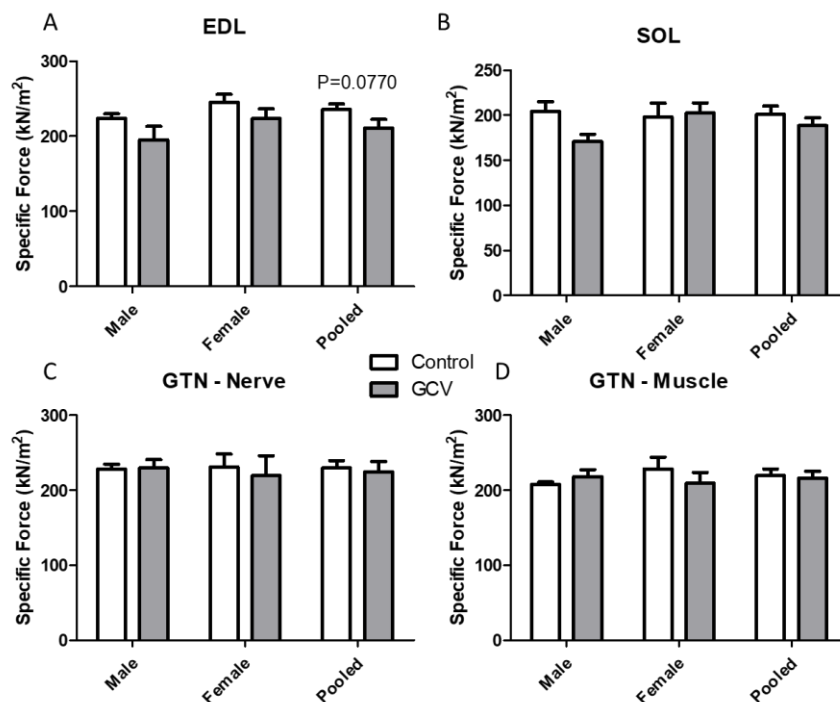 A
EDL
Specific Force (kN/m²)
300
200
100
0
P=0.0770
Male
Female
Pooled
B
SOL
Specific Force (kN/m²)
250
200
150
100
50
0
Male
Female
Pooled
Control
GCV
C
GTN - Nerve
Specific Force (kN/m²)
300
200
100
0
Male
Female
Pooled
D
GTN - Muscle
Specific Force (kN/m²)
300
200
100
0
Male
Female
Pooled